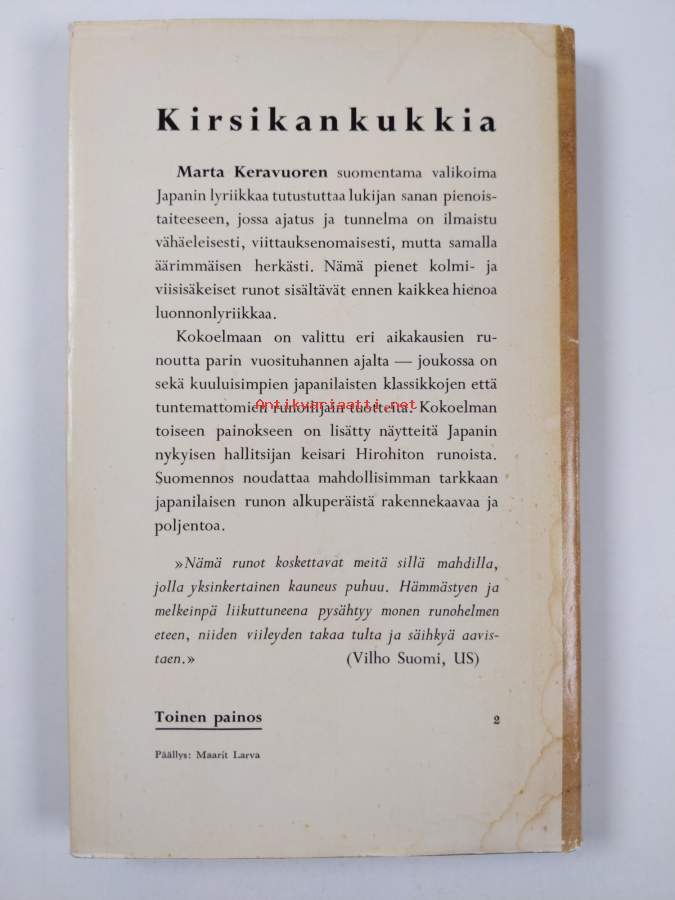 Kirsikankukkia
Marta Keravuoren suomentama valikoima
Japanin lyriikkaa tutustuttaa lukijan sanan pienois-
taiteeseen, jossa ajatus ja tunnelma on ilmaistu
vähäeleisesti, viittauksenomaisesti, mutta samalla
äärimmäisen herkästi. Nämä pienet kolmi- ja
viisisäkeiset runot sisältävät ennen kaikkea hienoa
luonnonlyriikkaa.
Kokoelmaan on valittu eri aikakausien ru-
noutta parin vuosituhannen ajalta — joukossa on
sekä kuuluisimpien japanilaisten klassikkojen että
tuntemattomien runoilijain tuotteita. Kokoelman
Antikvariaatti.net
toiseen painokseen on lisätty näytteitä Japanin
nykyisen hallitsijan keisari Hirohiton runoista.
Suomennos noudattaa mahdollisimman tarkkaan
japanilaisen runon alkuperäistä rakennekaavaa ja
poljentoa.
»Nämä runot koskettavat meitä sillä mahdilla,
jolla yksinkertainen kauneus puhuu. Hämmästyen ja
melkeinpä liikuttuneena pysähtyy monen runohelmen
eteen, niiden viileyden takaa tulta ja säihkyä aavis-
taen.» (Vilho Suomi, US)
Toinen painos 2
Päällys: Maarit Larva